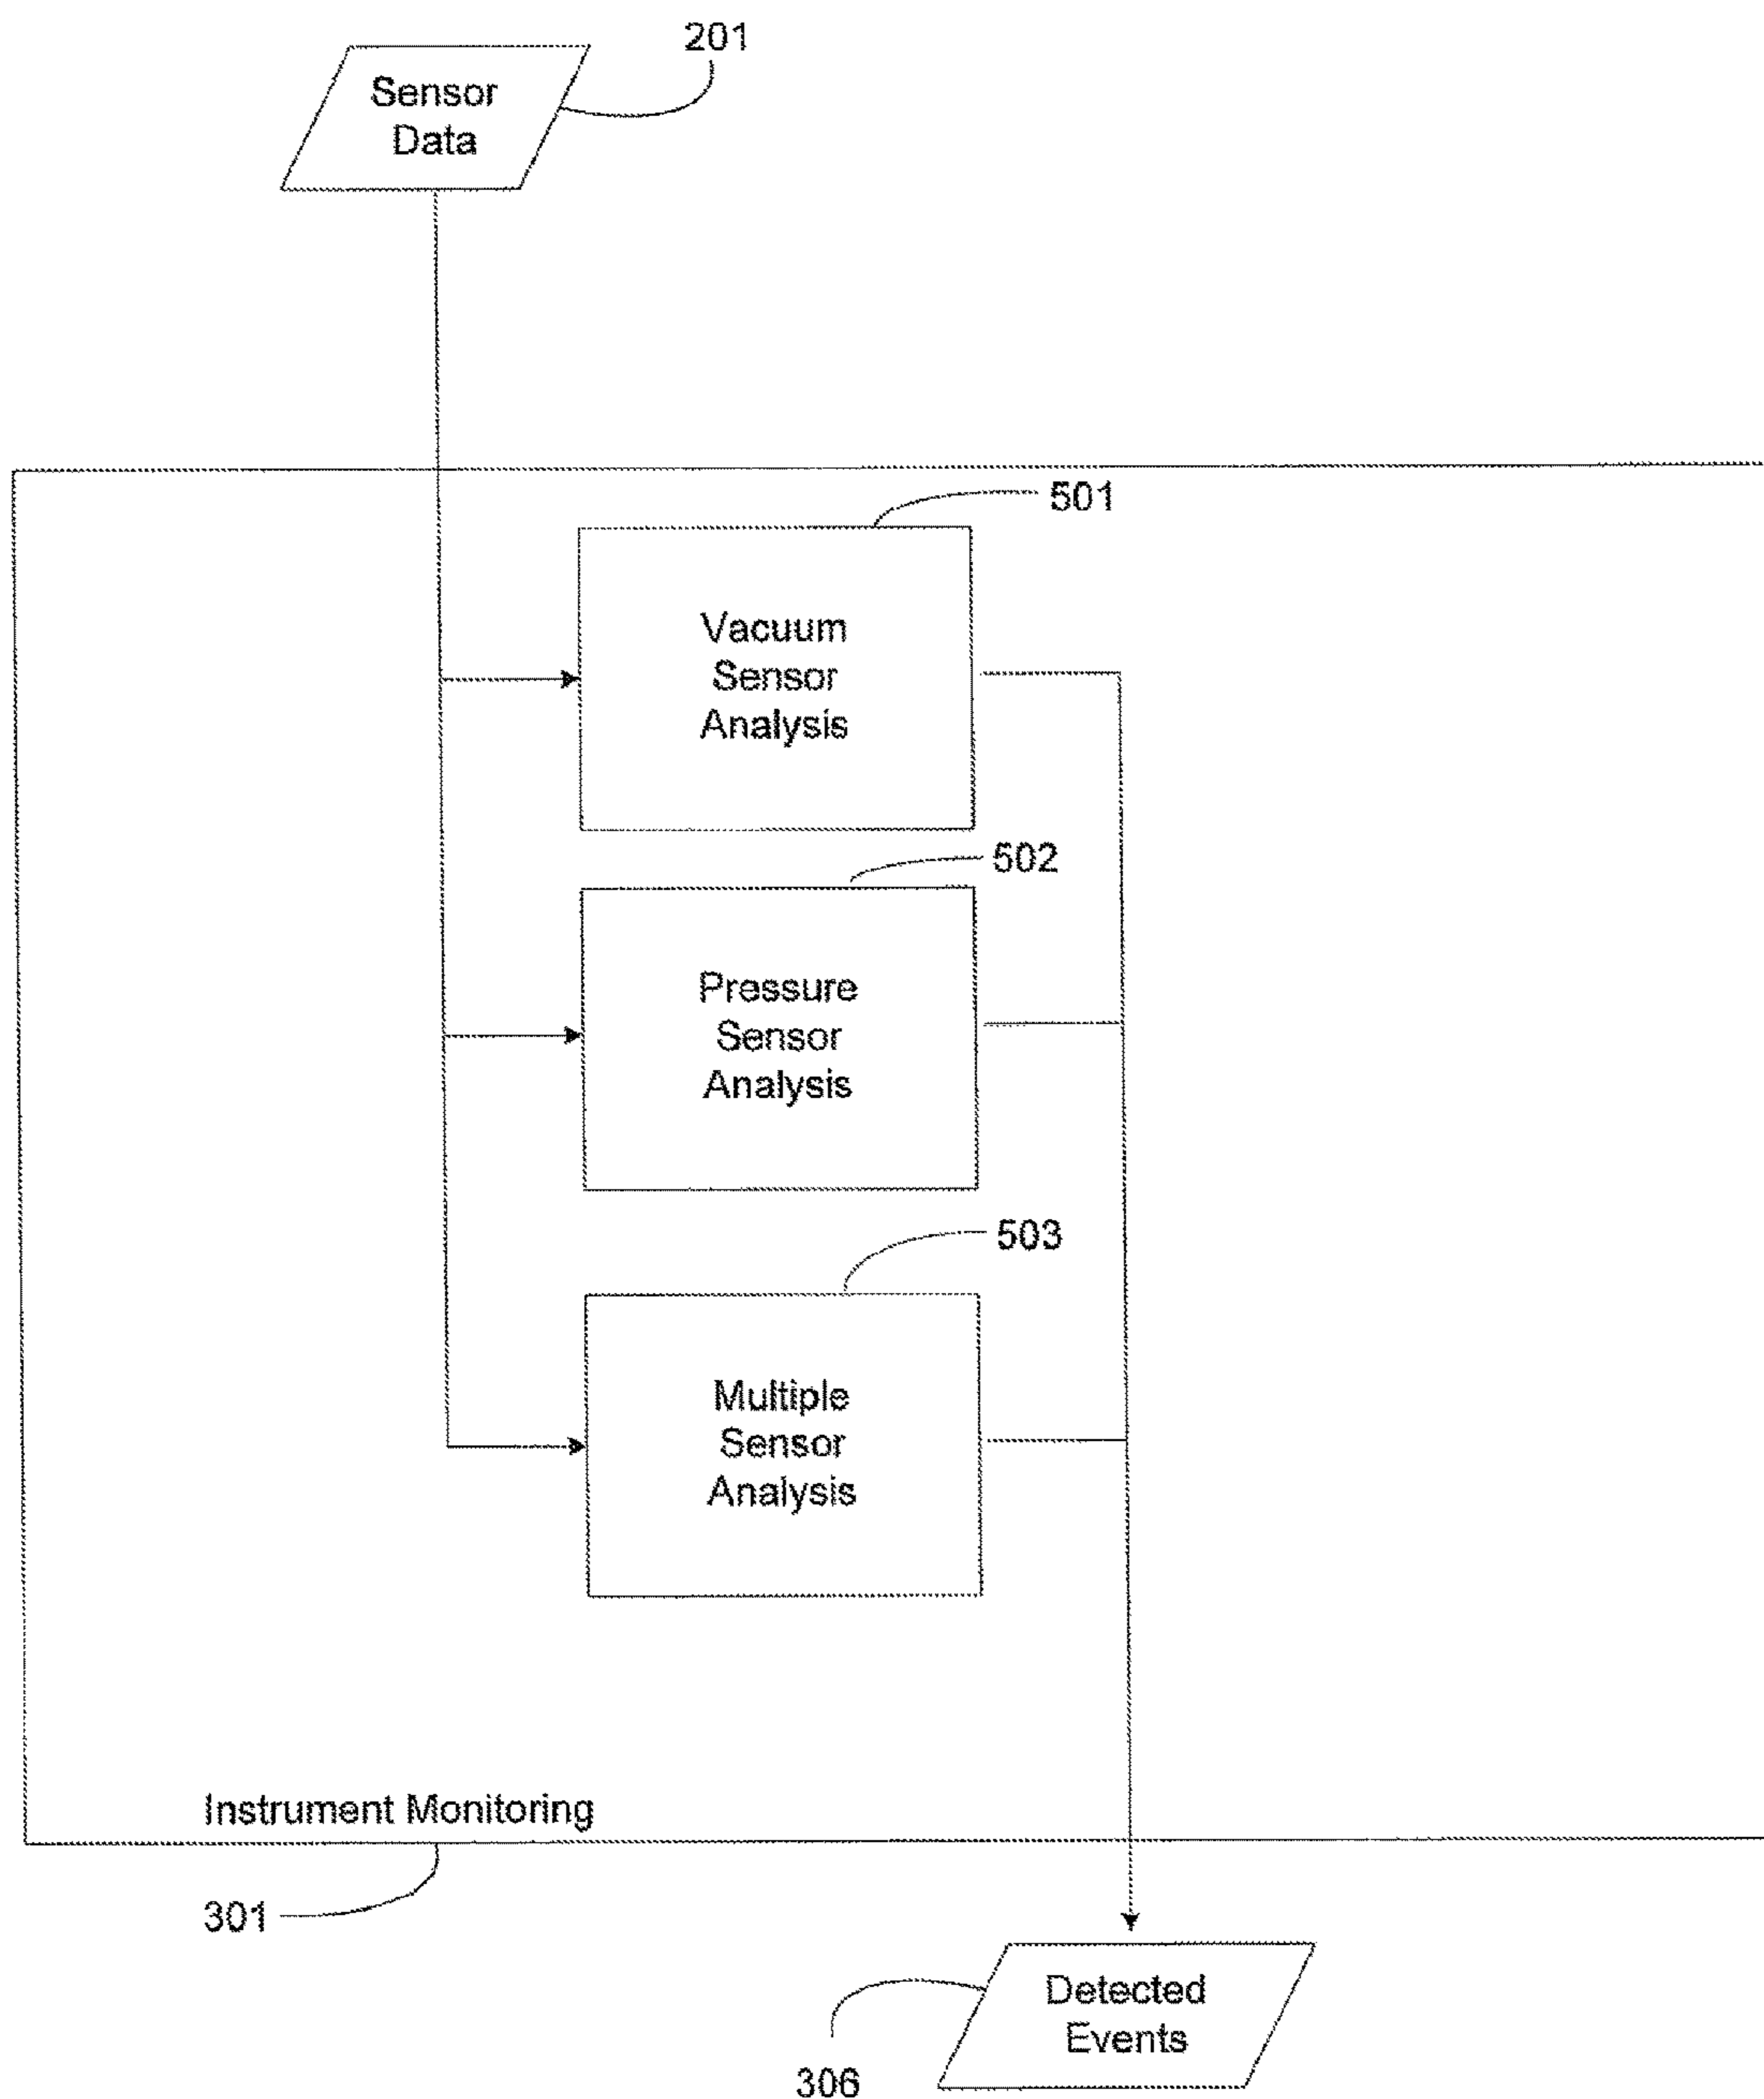 201
Sensor
Data
501
Vacuum
Sensor
Analysis
502
Pressure
Sensor
Analysis
503
Multiple
Sensor
Analysis
Instrument Monitoring
301
Detected
Events
306